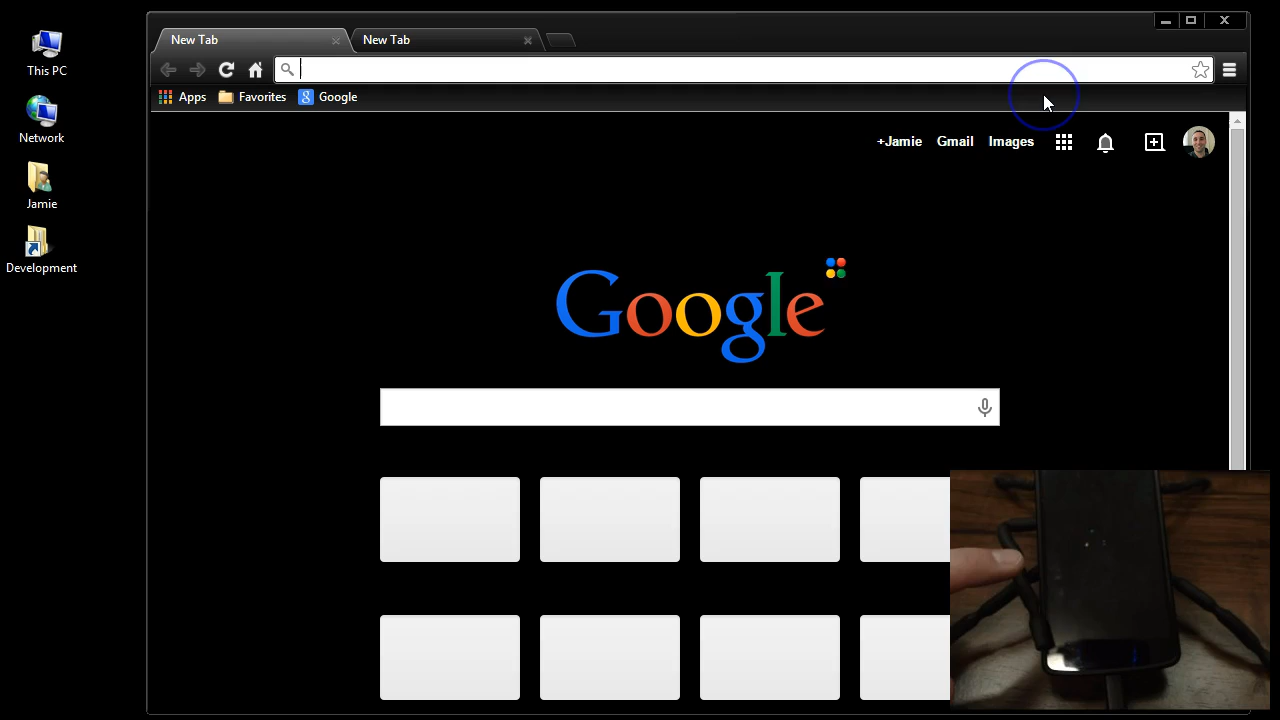 This PC
Network
Jamie
Development
New Tab
New Tab
Apps
Favorites
Google
+Jamie
Gmail
Images
Google